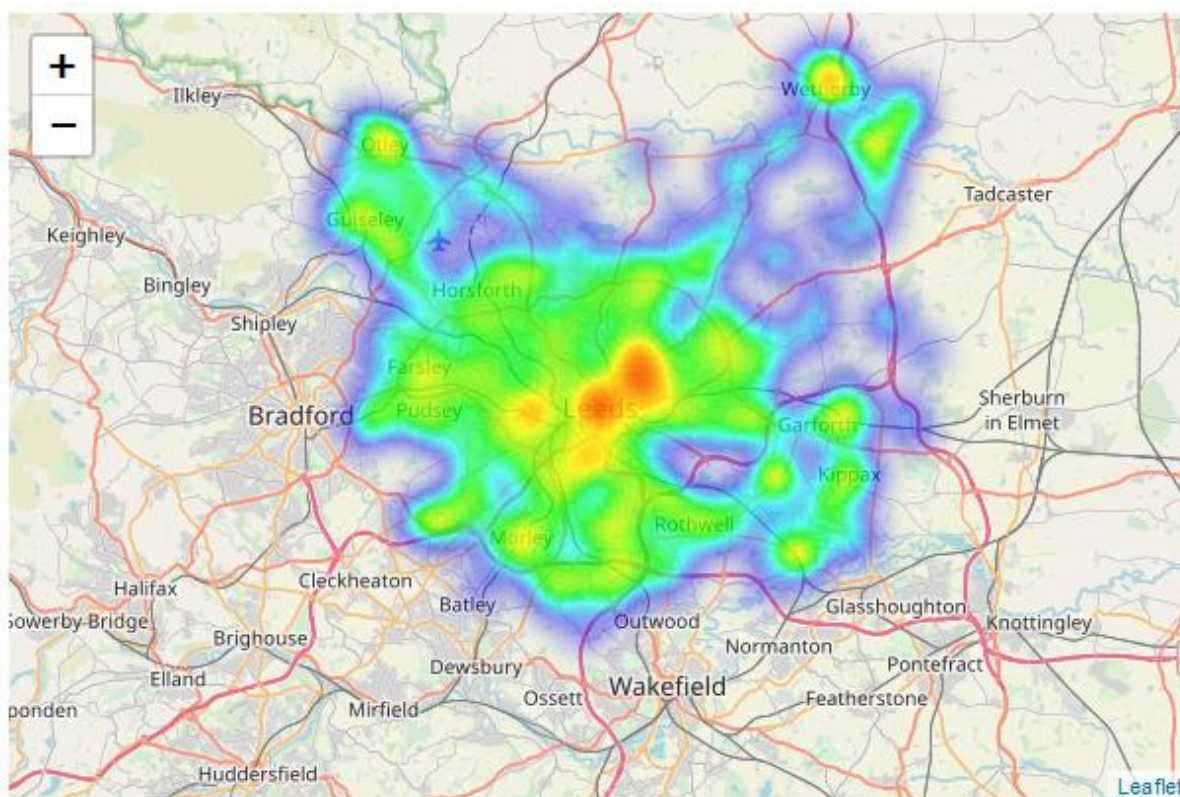 +
−
Ilkley
Wetherby
Otley
Tadcaster
Guiseley
Keighley
Bingley
Horsforth
Shipley
Farsley
Bradford
Pudsey
Leeds
Garforth
Sherburn
in Elmet
Kippax
Rothwell
Morley
Halifax
Cleckheaton
Batley
Glasshoughton
Sowerby-Bridge
Brighouse
Outwood
Knottingley
Normanton
Dewsbury
Pontefract
Elland
Wakefield
Ossett
Featherstone
Mirfield
ponden
Huddersfield
Leaflet